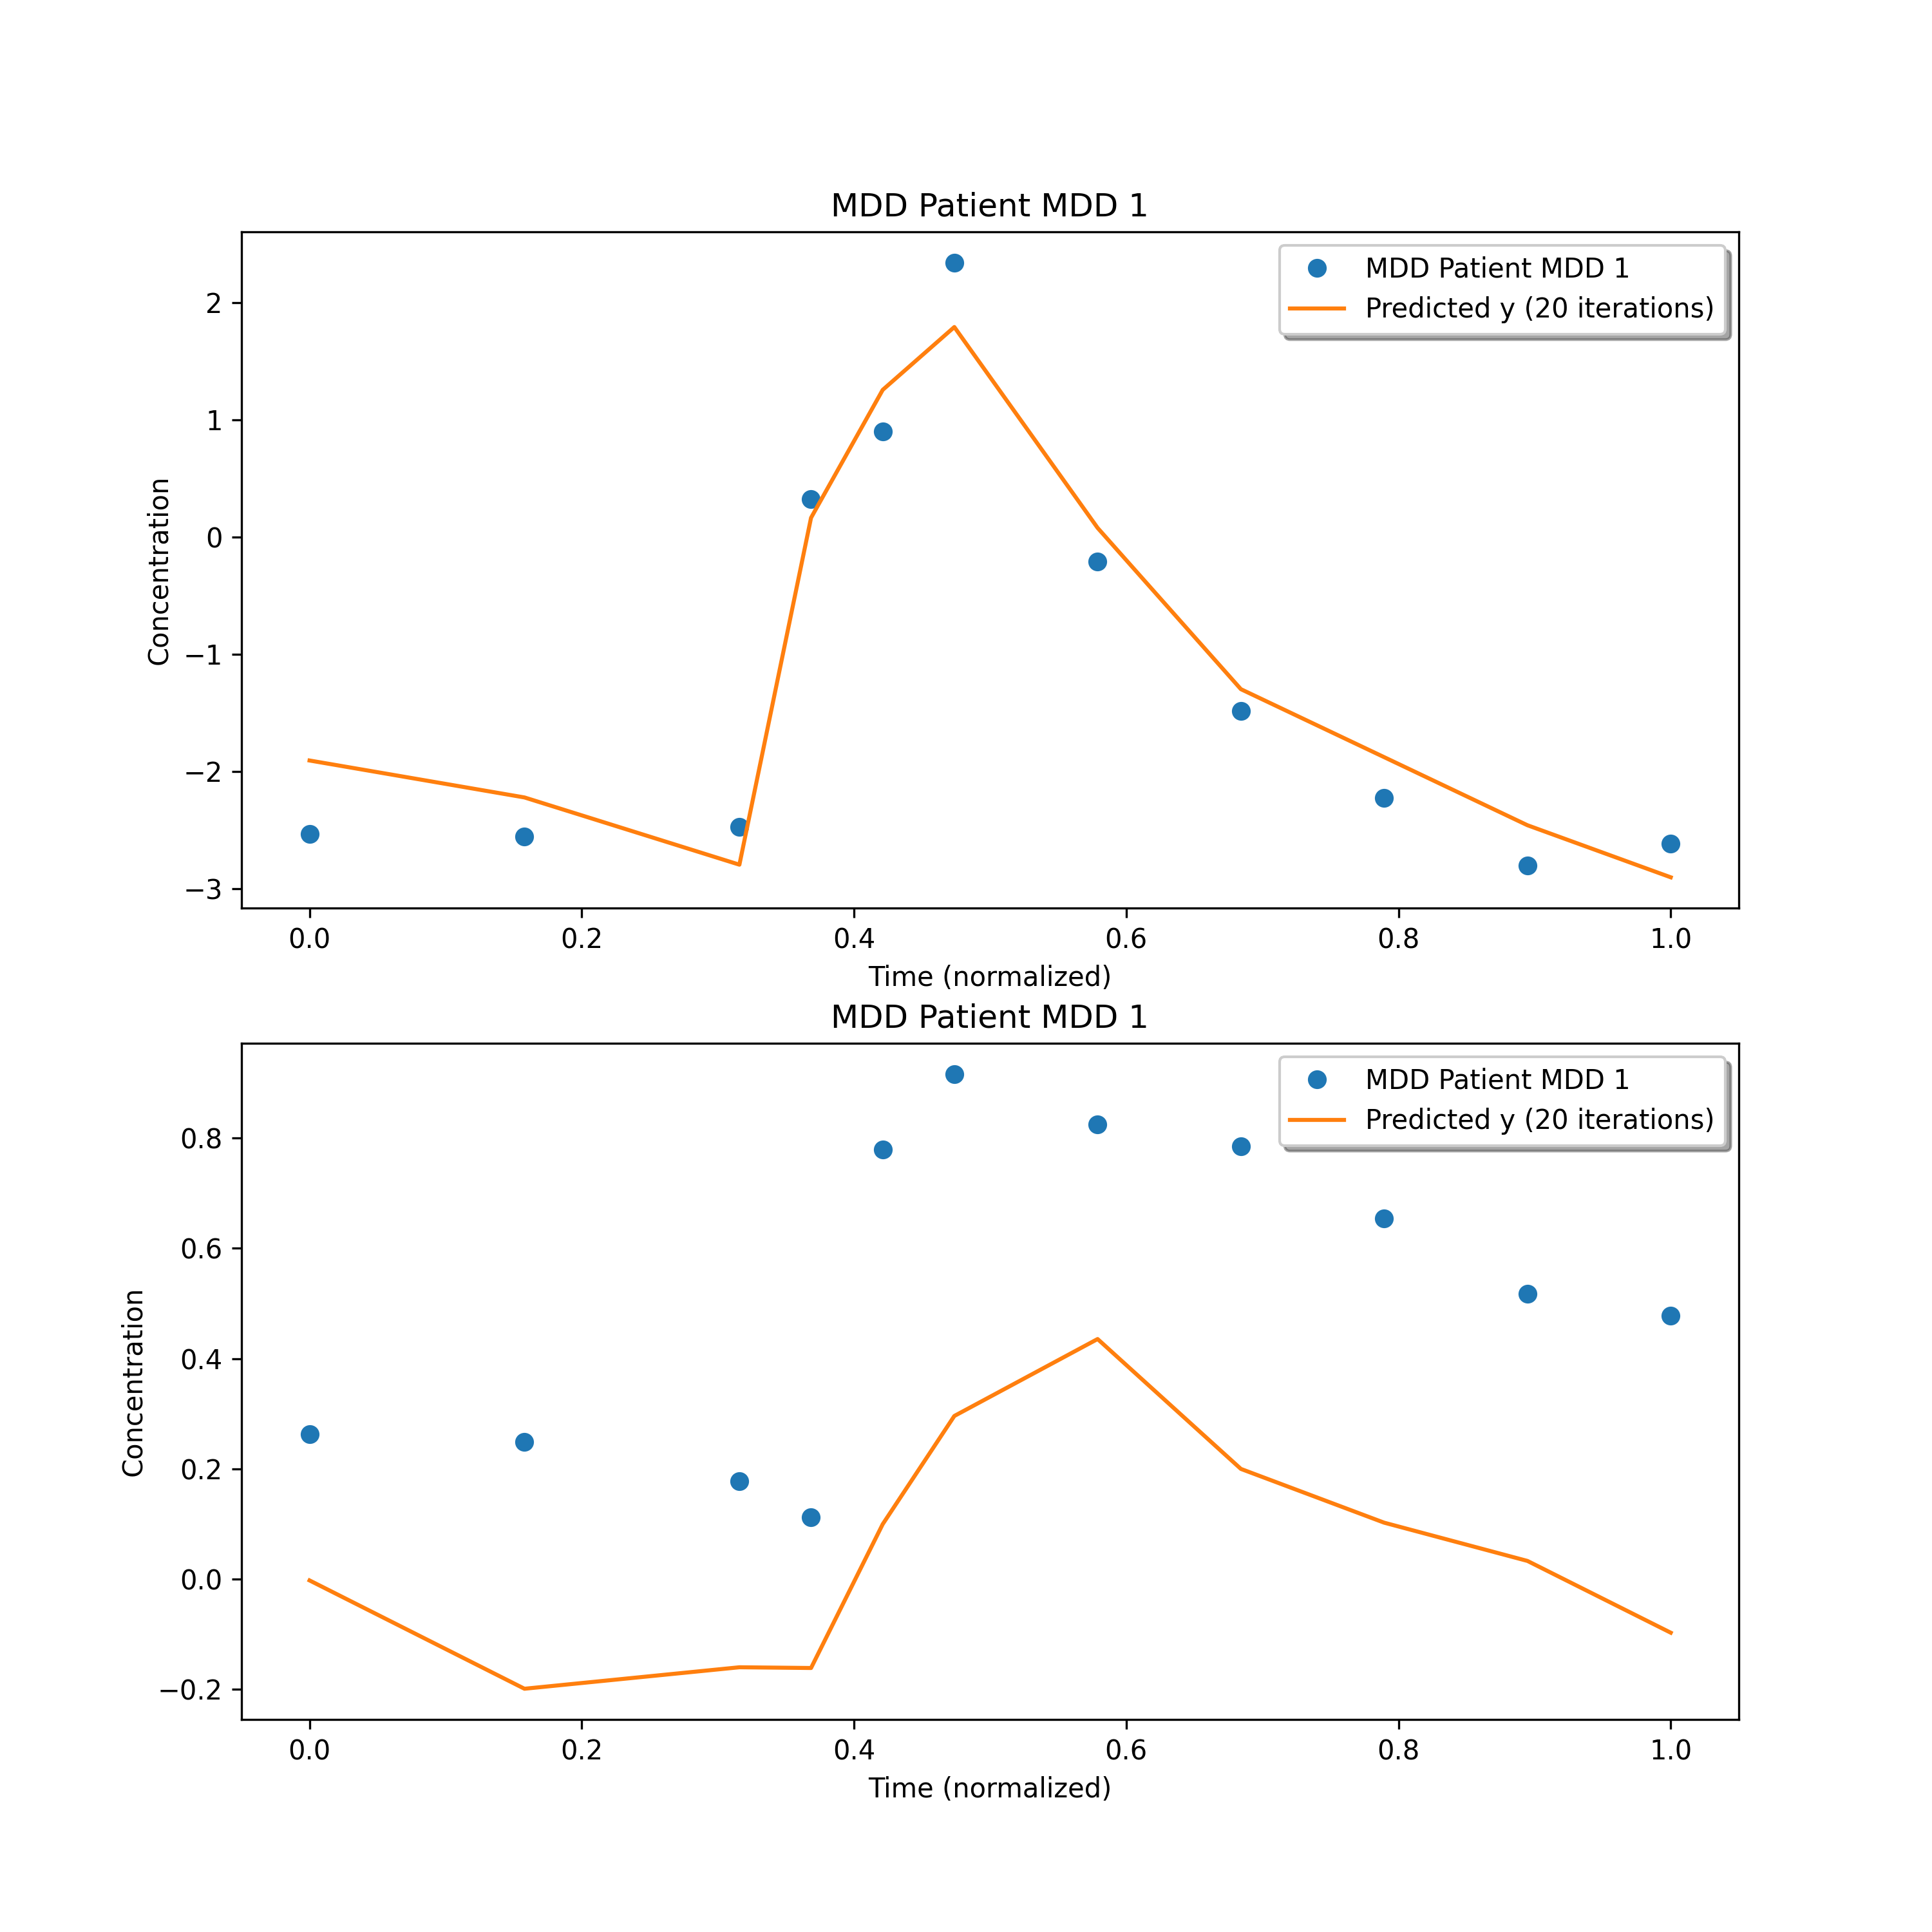 MDD Patient MDD 1
MDD Patient MDD 1
Predicted y (20 iterations)
Concentration
2
1
0
−1
−2
−3
0.0 0.2 0.4 0.6 0.8 1.0
Time (normalized)
MDD Patient MDD 1
MDD Patient MDD 1
Predicted y (20 iterations)
Concentration
0.8
0.6
0.4
0.2
0.0
−0.2
0.0 0.2 0.4 0.6 0.8 1.0
Time (normalized)